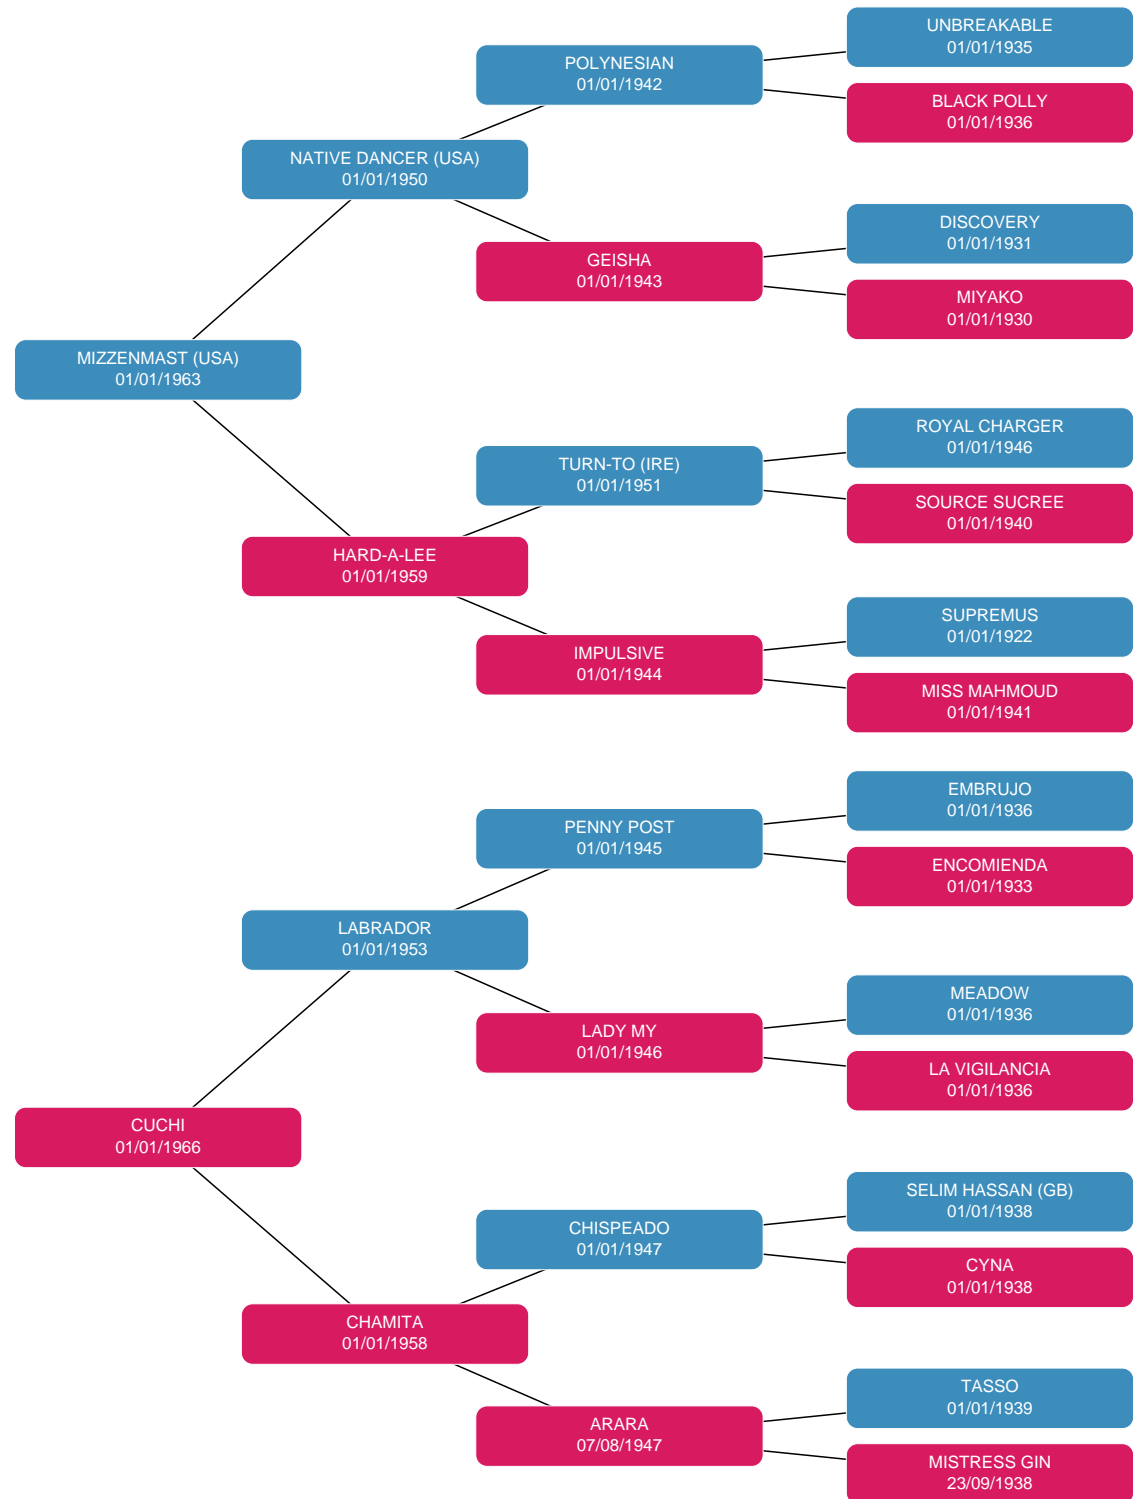 UNBREAKABLE
01/01/1935
POLYNESIAN
01/01/1942
BLACK POLLY
01/01/1936
NATIVE DANCER (USA)
01/01/1950
DISCOVERY
01/01/1931
GEISHA
01/01/1943
MIYAKO
01/01/1930
MIZZENMAST (USA)
01/01/1963
ROYAL CHARGER
01/01/1946
TURN-TO (IRE)
01/01/1951
SOURCE SUCREE
01/01/1940
HARD-A-LEE
01/01/1959
SUPREMUS
01/01/1922
IMPULSIVE
01/01/1944
MISS MAHMOUD
01/01/1941
EMBRUJO
01/01/1936
PENNY POST
01/01/1945
ENCOMIENDA
01/01/1933
LABRADOR
01/01/1953
MEADOW
01/01/1936
LADY MY
01/01/1946
LA VIGILANCIA
01/01/1936
CUCHI
01/01/1966
SELIM HASSAN (GB)
01/01/1938
CHISPEADO
01/01/1947
CYNA
01/01/1938
CHAMITA
01/01/1958
TASSO
01/01/1939
ARARA
07/08/1947
MISTRESS GIN
23/09/1938